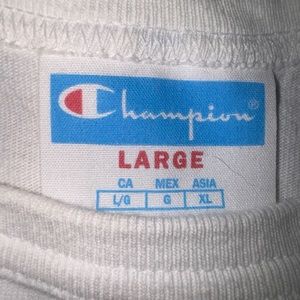 Champion®
LARGE
CA MEX ASIA
L/G G XL